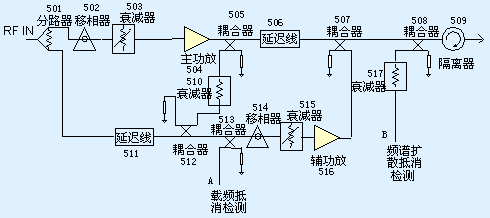 RF IN
501
分路器
502
移相器
503
衰减器
主功放
504
505
耦合器
506
延迟线
507
耦合器
508
耦合器
509
隔离器
510
衰减器
延迟线
511
耦合器
512
513
耦合器
514
移相器
515
衰减器
辅功放
516
517
衰减器
A
载频抵
消检测
B
频谱扩
散抵消
检测